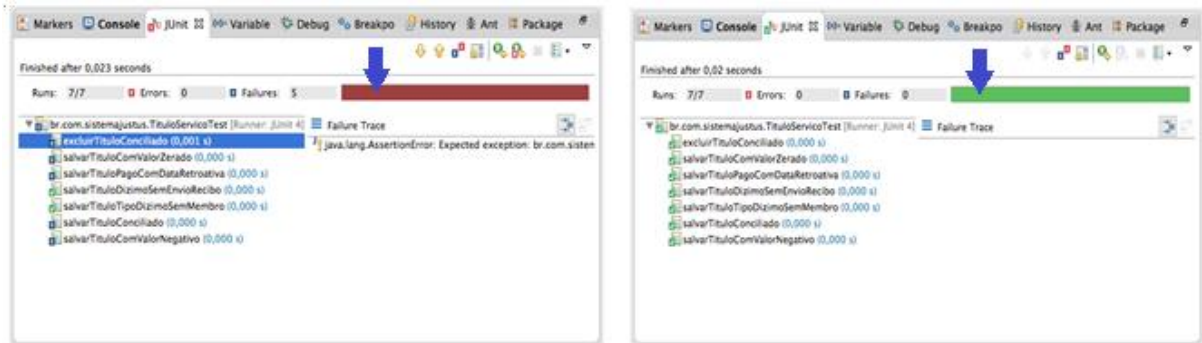 Markers Console JUnit Variable Debug Breakpo History Ant Package
Finished after 0,023 seconds
Runs: 7/7 Errors: 0 Failures: 5
br.com.sistemajustus.TituloServicoTest [Runner: JUnit 4] Failure Trace
excluirTituloConciliado (0,001 s) java.lang.AssertionError: Expected exception: br.com.sistem
salvarTituloComValorZerado (0,000 s)
salvarTituloPagoComDataRetroativa (0,000 s)
salvarTituloDizimoSemEnvioRecibo (0,000 s)
salvarTituloTipoDizimoSemMembro (0,000 s)
salvarTituloConciliado (0,000 s)
salvarTituloComValorNegativo (0,000 s)
Markers Console JUnit Variable Debug Breakpo History Ant Package
Finished after 0,02 seconds
Runs: 7/7 Errors: 0 Failures: 0
br.com.sistemajustus.TituloServicoTest [Runner: JUnit 4] Failure Trace
excluirTituloConciliado (0,000 s)
salvarTituloComValorZerado (0,000 s)
salvarTituloPagoComDataRetroativa (0,000 s)
salvarTituloDizimoSemEnvioRecibo (0,000 s)
salvarTituloTipoDizimoSemMembro (0,000 s)
salvarTituloConciliado (0,000 s)
salvarTituloComValorNegativo (0,000 s)